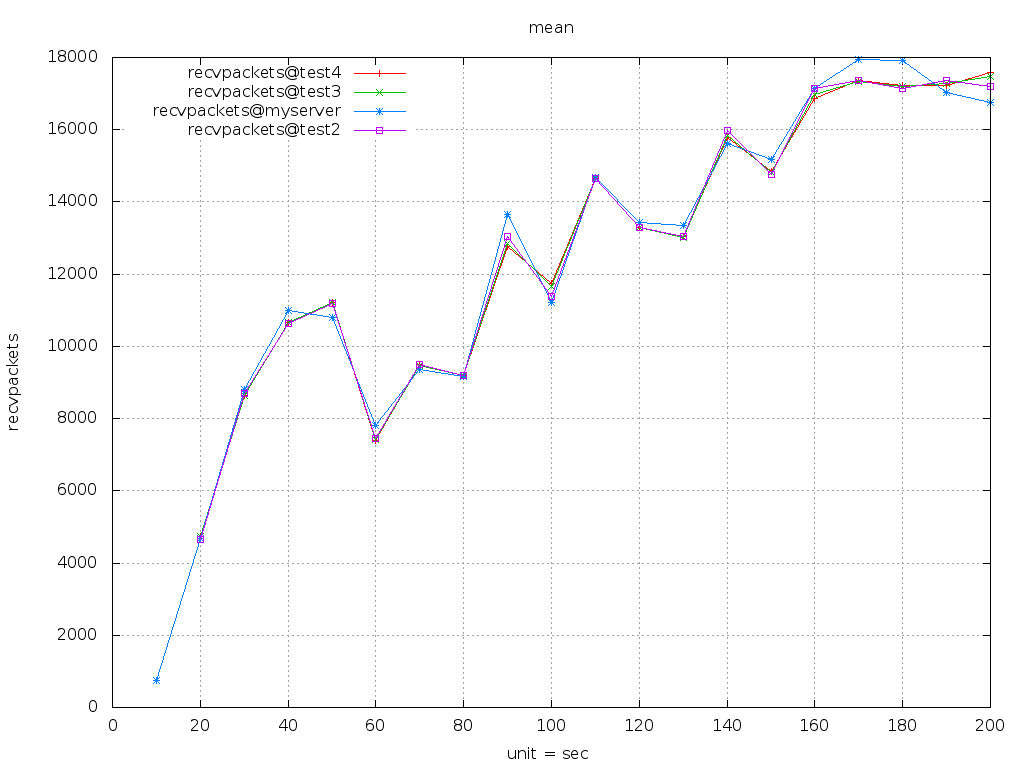 mean
18000
16000
14000
12000
10000
8000
6000
4000
2000
0
recvpackets@test4
recvpackets@test3
recvpackets@myserver
recvpackets@test2
recvpackets
0 20 40 60 80 100 120 140 160 180 200
unit = sec